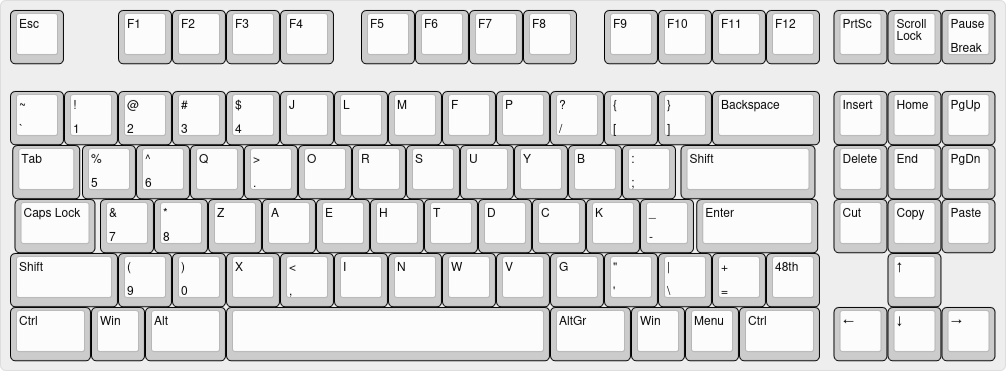 Esc F1 F2 F3 F4 F5 F6 F7 F8 F9 F10 F11 F12 PrtSc Scroll Pause
Lock
Break
~ ! @ # $ J L M F P ? { } Backspace Insert Home PgUp
` 1 2 3 4 / [ ]
Tab % ^ Q > O R S U Y B : Shift Delete End PgDn
5 6 . ;
Caps Lock & * Z A E H T D C K _ Enter Cut Copy Paste
7 8 -
Shift ( ) X < I N W V G " | + 48th ↑
9 0 , ' \ =
Ctrl Win Alt AltGr Win Menu Ctrl ← ↓ →